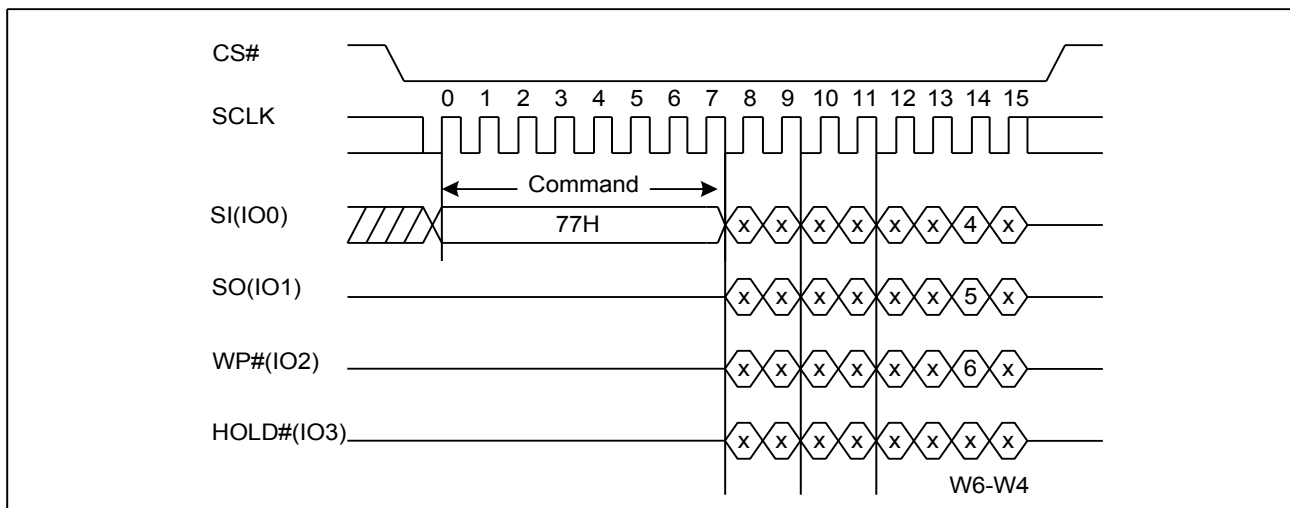 CS#
0 1 2 3 4 5 6 7 8 9 10 11 12 13 14 15
SCLK
Command
SI(IO0) 77H x x x x x x 4 x
SO(IO1) x x x x x x 5 x
WP#(IO2) x x x x x x 6 x
HOLD#(IO3) x x x x x x x x
W6-W4